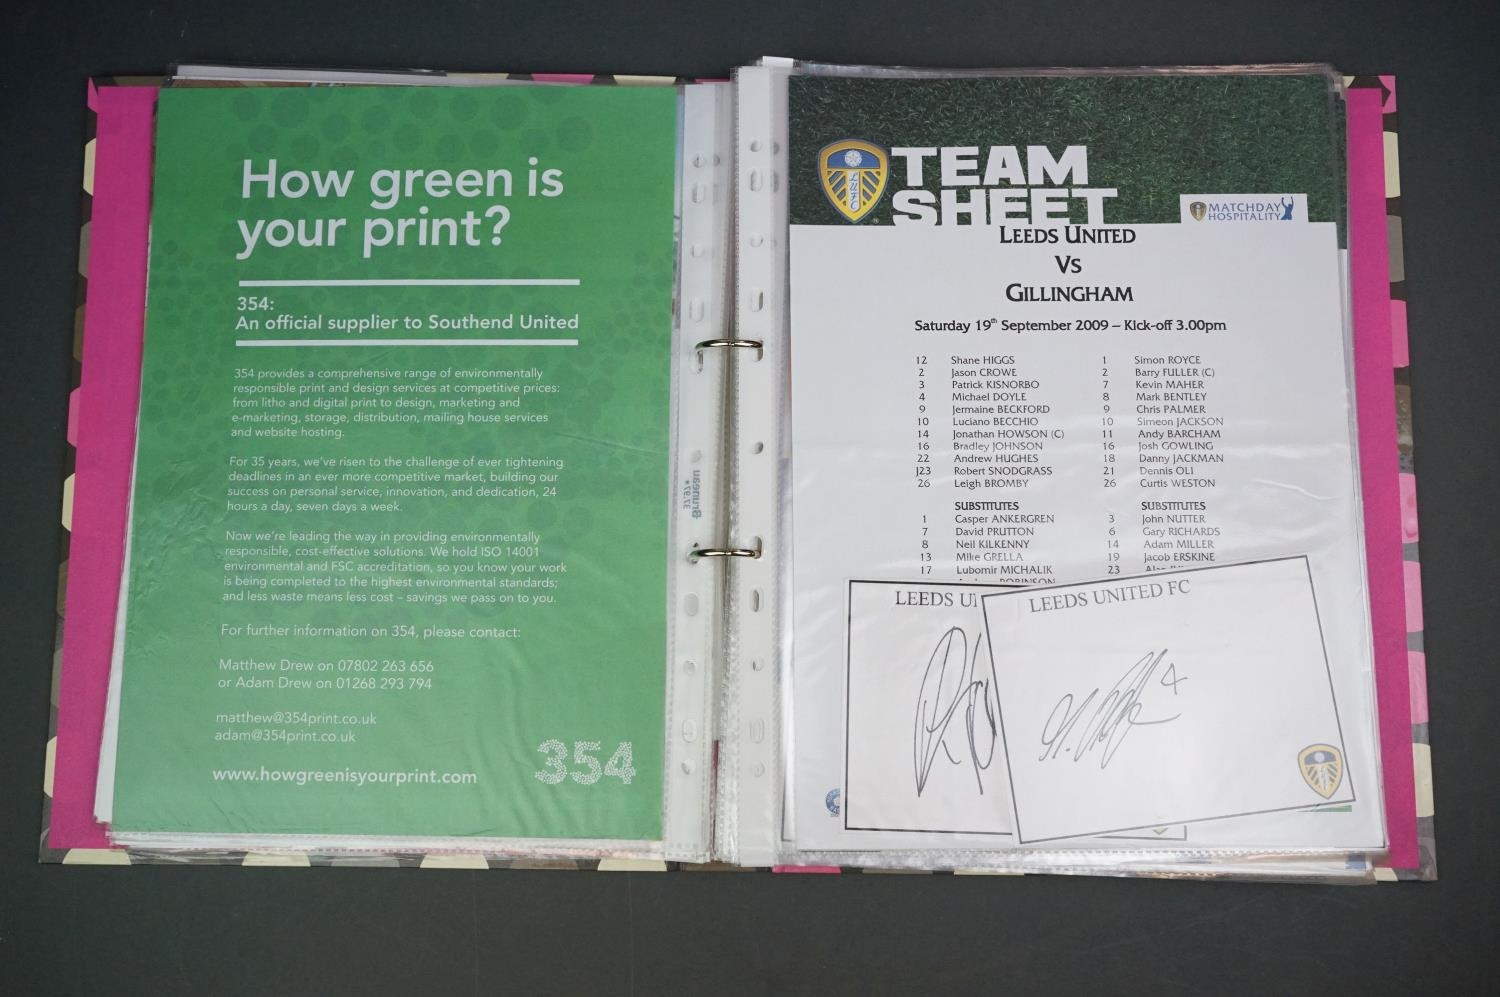 How green is
your print?
354:
An official supplier to Southend United
354 provides a comprehensive range of environmentally
responsible print and design services at competitive prices:
from litho and digital print to design, marketing and
e-marketing, storage, distribution, mailing house services
and website hosting.
For 35 years, we've risen to the challenge of ever tightening
deadlines in an ever more competitive market, building our
success on personal service, innovation, and dedication, 24
hours a day, seven days a week.
Now we're leading the way in providing environmentally
responsible, cost-effective solutions. We hold ISO 14001
environmental and FSC accreditation, so you know your work
is being completed to the highest environmental standards;
and less waste means less cost – savings we pass on to you.
For further information on 354, please contact:
Matthew Drew on 07802 263 656
or Adam Drew on 01268 293 794
matthew@354print.co.uk
adam@354print.co.uk
www.howgreenisyourprint.com
354
Bruneau
LUFC
TEAM
SHEET
MATCHDAY
HOSPITALITY
LEEDS UNITED
Vs
GILLINGHAM
Saturday 19th September 2009 – Kick-off 3.00pm
12 Shane HIGGS 1 Simon ROYCE
2 Jason CROWE 2 Barry FULLER (C)
3 Patrick KISNORBO 7 Kevin MAHER
4 Michael DOYLE 8 Mark BENTLEY
9 Jermaine BECKFORD 9 Chris PALMER
10 Luciano BECCHIO 10 Simeon JACKSON
14 Jonathan HOWSON (C) 11 Andy BARCHAM
16 Bradley JOHNSON 16 Josh GOWLING
22 Andrew HUGHES 18 Danny JACKMAN
J23 Robert SNODGRASS 21 Dennis OLI
26 Leigh BROMBY 26 Curtis WESTON
SUBSTITUTES SUBSTITUTES
1 Casper ANKERGREN 3 John NUTTER
7 David PRUTTON 6 Gary RICHARDS
8 Neil KILKENNY 14 Adam MILLER
13 Mike GRELLA 19 Jacob ERSKINE
17 Lubomir MICHALIK 23
ROBINSON
LEEDS U
LEEDS UNITED FC
4